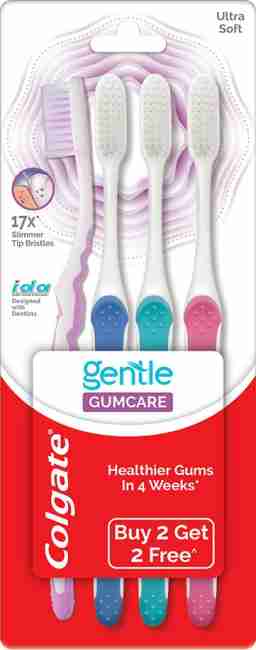 Ultra
Soft
17x*
Slimmer
Tip Bristles
ida
Designed
with
Dentists
gentle
GUMCARE
Colgate®
Healthier Gums
In 4 Weeks*
Buy 2 Get
2 Free^